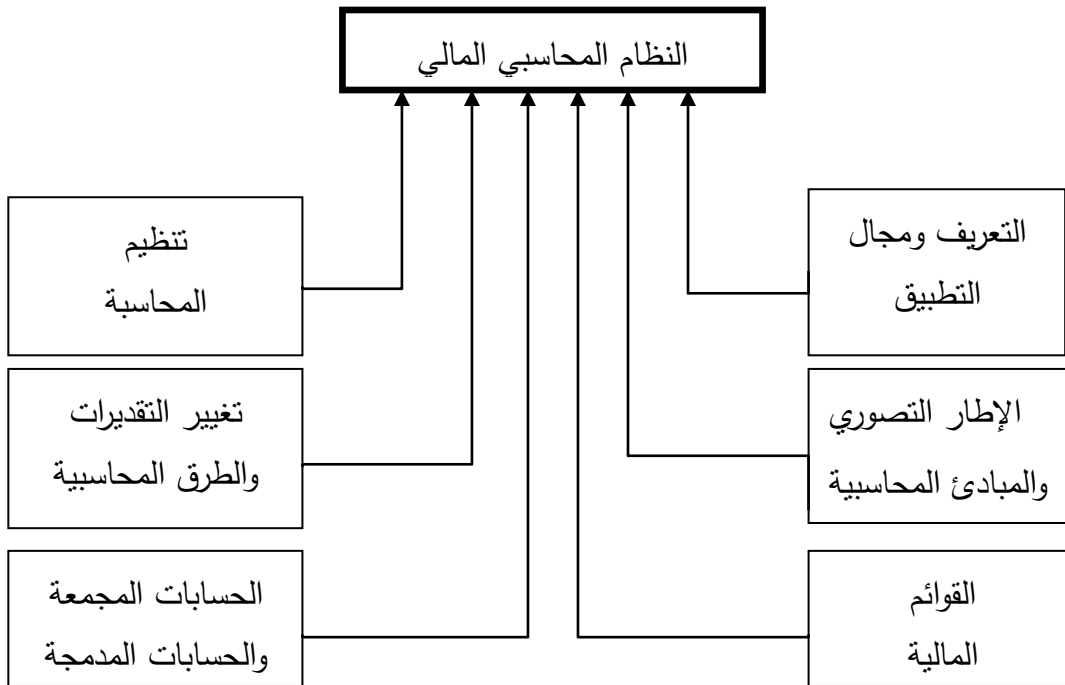 النظام المحاسبي المالي
التعريف ومجال
التطبيق
تنظيم
المحاسبة
الإطار التصوري
والمبادئ المحاسبية
تغيير التقديرات
والطرق المحاسبية
القوائم
المالية
الحسابات المجمعة
والحسابات المدمجة